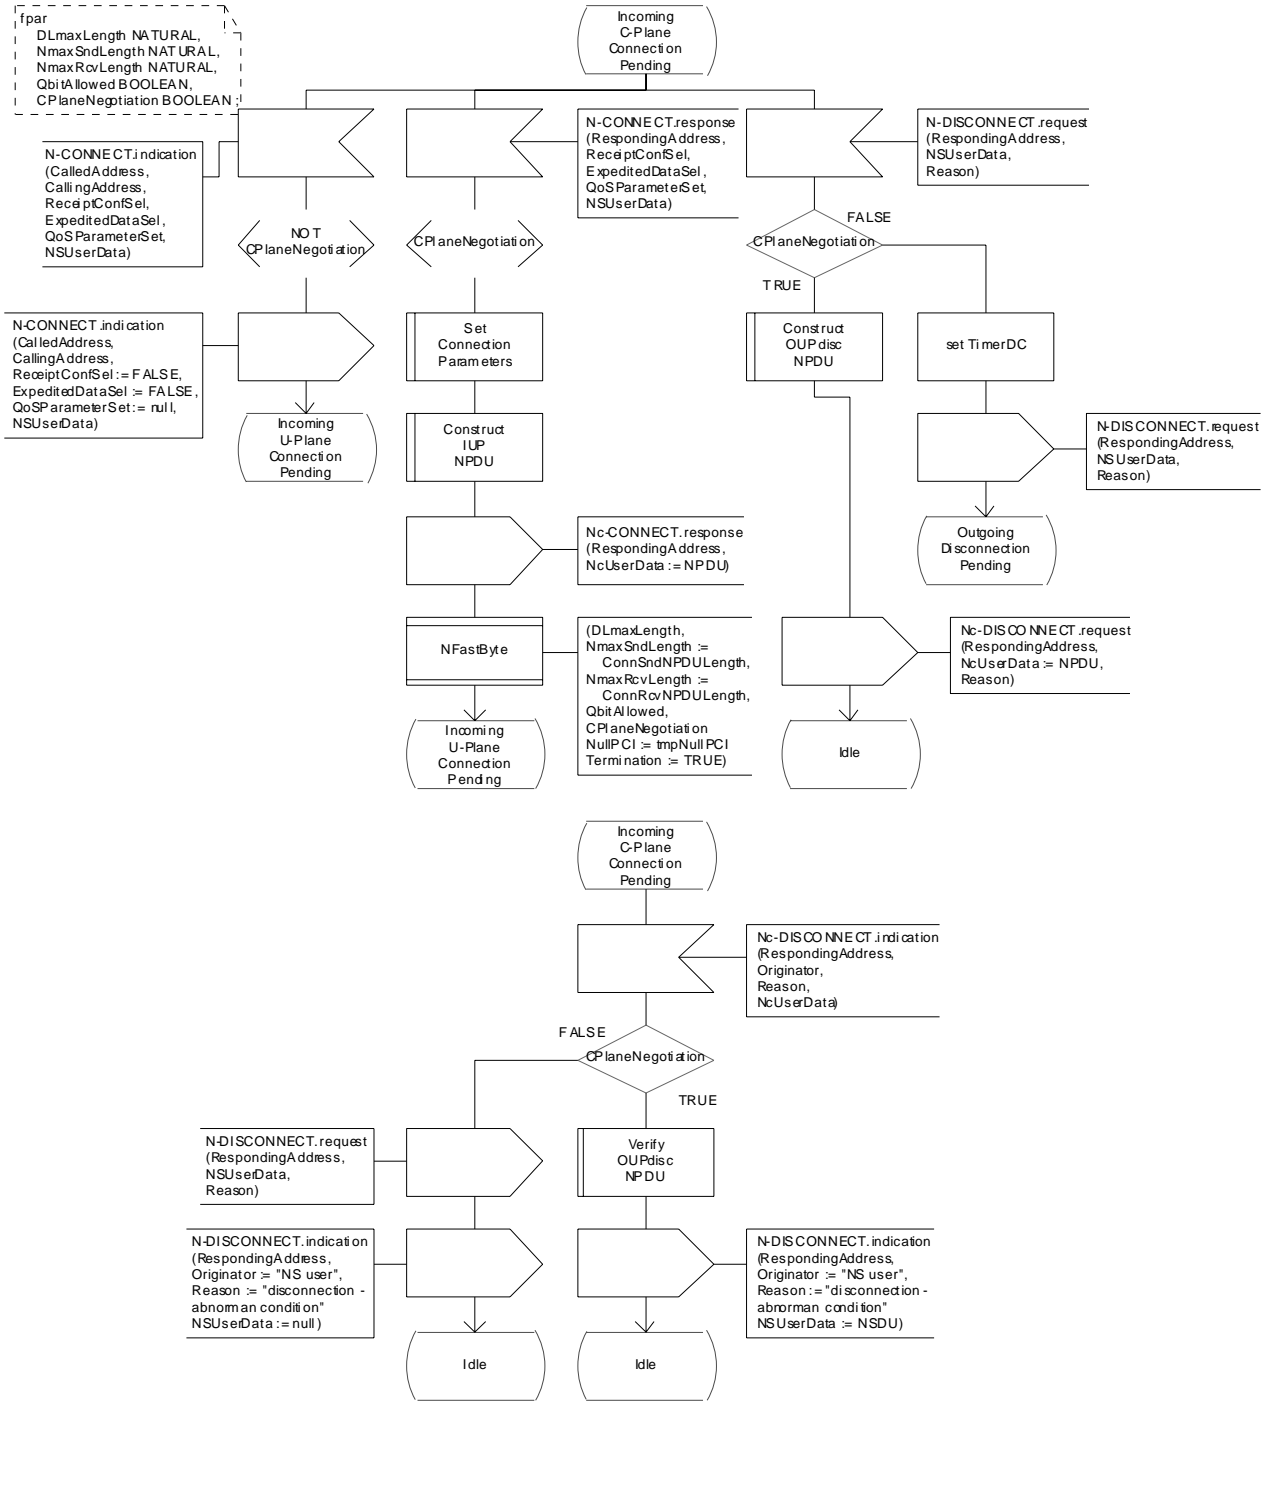 fpar
DLmaxLength NATURAL,
NmaxSndLength NATURAL,
NmaxRcvLength NATURAL,
QbitAllowed BOOLEAN,
CPlaneNegotiation BOOLEAN ;
Incoming
C-Plane
Connection
Pending
N-CONNECT.indication
(CalledAddress,
CallingAddress,
ReceiptConfSel,
ExpeditedDataSel,
QoSParameterSet,
NSUserData)
N-CONNECT.response
(RespondingAddress,
ReceiptConfSel,
ExpeditedDataSel,
QoSParameterSet,
NSUserData)
N-DISCONNECT.request
(RespondingAddress,
NSUserData,
Reason)
NOT
CPlaneNegotiation
CPlaneNegotiation
CPlaneNegotiation
FALSE
TRUE
N-CONNECT.indication
(CalledAddress,
CallingAddress,
ReceiptConfSel := FALSE,
ExpeditedDataSel := FALSE,
QoSParameterSet := null,
NSUserData)
Set
Connection
Parameters
Construct
OUPdisc
NPDU
set TimerDC
Incoming
U-Plane
Connection
Pending
Construct
IUP
NPDU
N-DISCONNECT.request
(RespondingAddress,
NSUserData,
Reason)
Nc-CONNECT.response
(RespondingAddress,
NcUserData := NPDU)
Outgoing
Disconnection
Pending
NFastByte
(DLmaxLength,
NmaxSndLength :=
ConnSndNPDULength,
NmaxRcvLength :=
ConnRcvNPDULength,
QbitAllowed,
CPlaneNegotiation
NullPCI := tmpNullPCI
Termination := TRUE)
Nc-DISCONNECT.request
(RespondingAddress,
NcUserData := NPDU,
Reason)
Incoming
U-Plane
Connection
Pending
Idle
Incoming
C-Plane
Connection
Pending
Nc-DISCONNECT.indication
(RespondingAddress,
Originator,
Reason,
NcUserData)
FALSE
CPlaneNegotiation
TRUE
N-DISCONNECT.request
(RespondingAddress,
NSUserData,
Reason)
Verify
OUPdisc
NPDU
N-DISCONNECT.indication
(RespondingAddress,
Originator := "NS user",
Reason := "disconnection -
abnorman condition"
NSUserData := null)
N-DISCONNECT.indication
(RespondingAddress,
Originator := "NS user",
Reason := "disconnection -
abnorman condition"
NSUserData := NSDU)
Idle
Idle